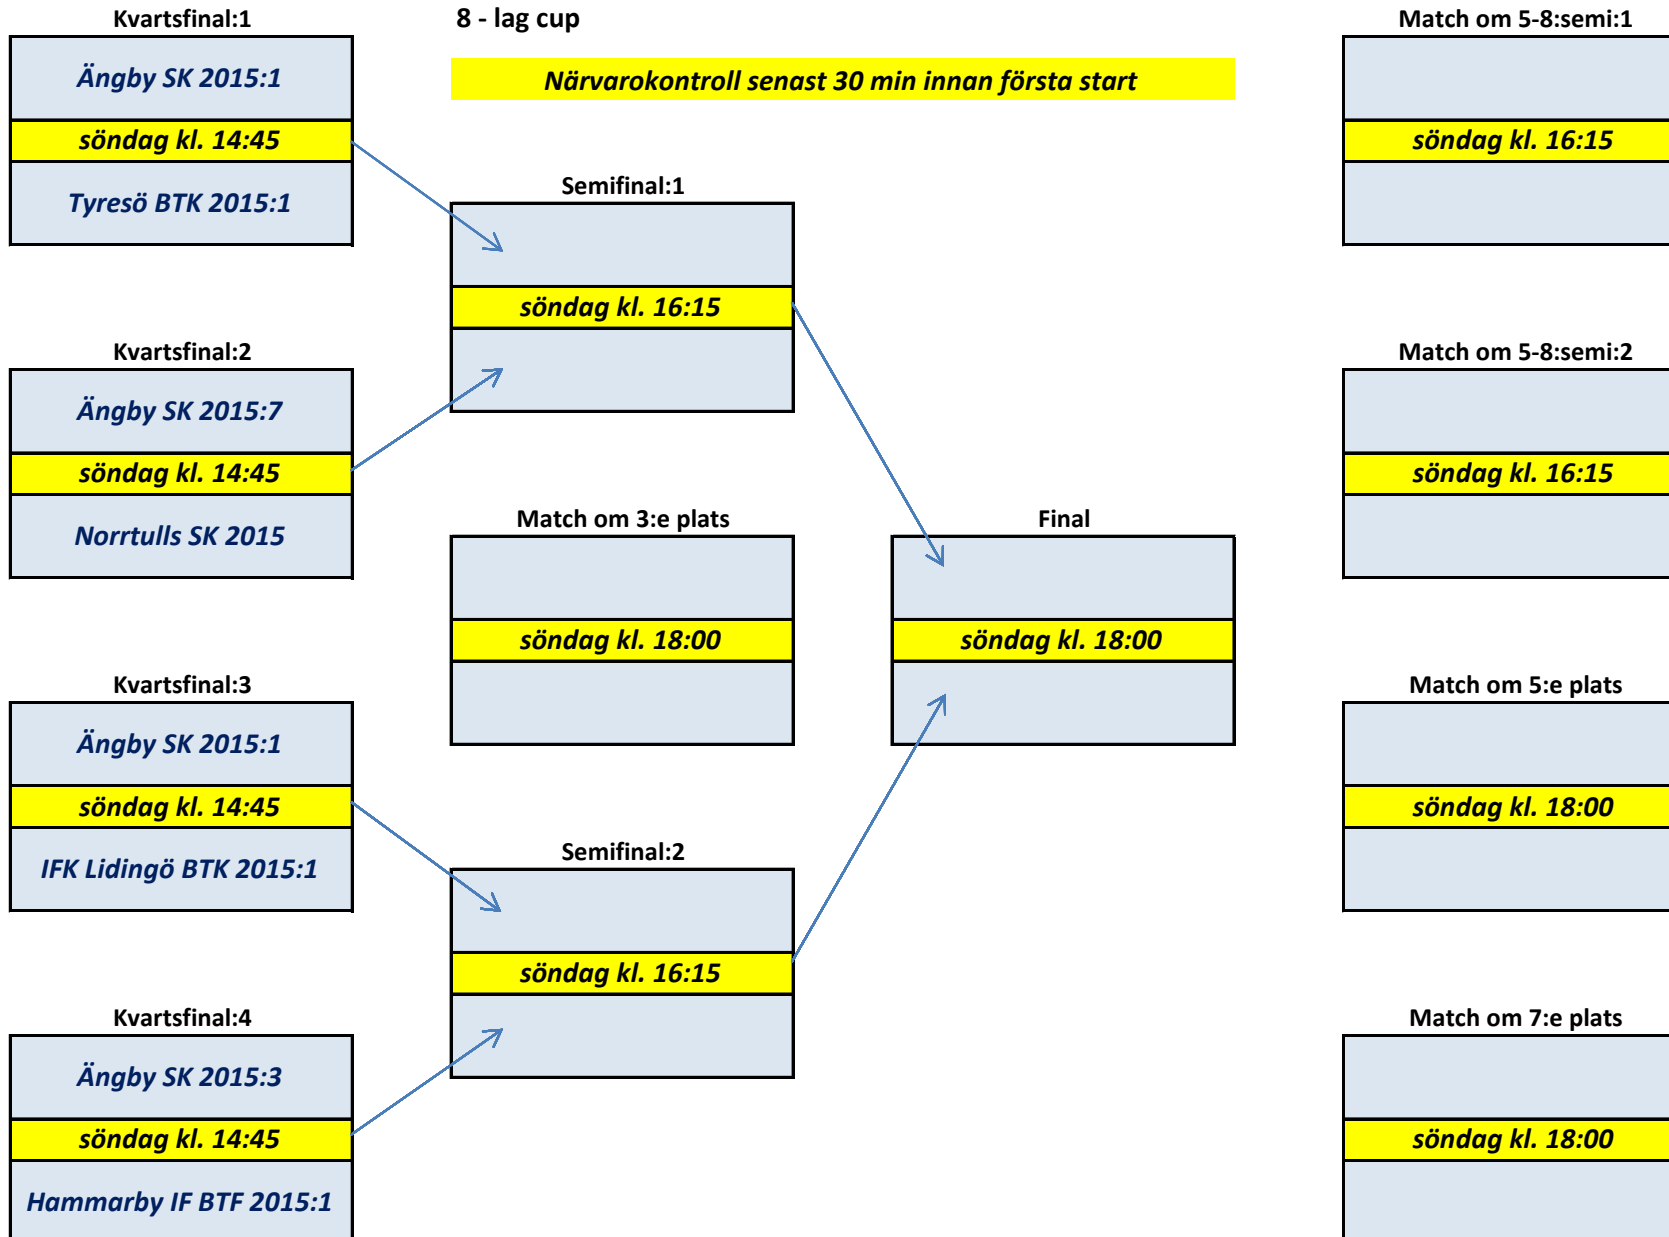 Kvartsfinal:1
8 - lag cup
Match om 5-8:semi:1
Ängby SK 2015:1
Närvarokontroll senast 30 min innan första start
söndag kl. 14:45
söndag kl. 16:15
Tyresö BTK 2015:1
Semifinal:1
söndag kl. 16:15
Kvartsfinal:2
Match om 5-8:semi:2
Ängby SK 2015:7
söndag kl. 14:45
söndag kl. 16:15
Norrtulls SK 2015
Match om 3:e plats
Final
söndag kl. 18:00
söndag kl. 18:00
Kvartsfinal:3
Match om 5:e plats
Ängby SK 2015:1
söndag kl. 14:45
söndag kl. 18:00
IFK Lidingö BTK 2015:1
Semifinal:2
söndag kl. 16:15
Kvartsfinal:4
Match om 7:e plats
Ängby SK 2015:3
söndag kl. 14:45
söndag kl. 18:00
Hammarby IF BTF 2015:1